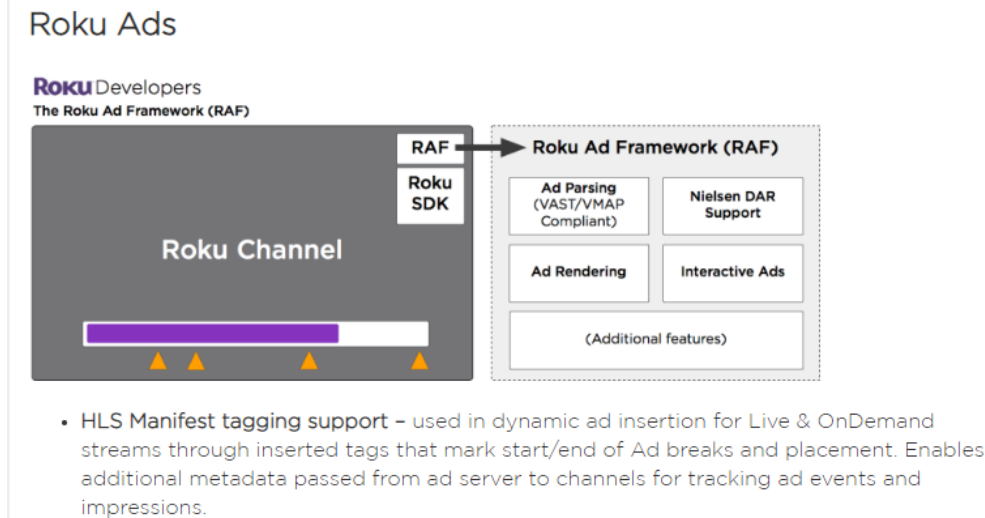 Roku Ads
Roku Developers
The Roku Ad Framework (RAF)
RAF
Roku
SDK
Roku Channel
Roku Ad Framework (RAF)
Ad Parsing
(VAST/VMAP
Compliant)
Nielsen DAR
Support
Ad Rendering
Interactive Ads
(Additional features)
• HLS Manifest tagging support – used in dynamic ad insertion for Live & OnDemand
streams through inserted tags that mark start/end of Ad breaks and placement. Enables
additional metadata passed from ad server to channels for tracking ad events and
impressions.